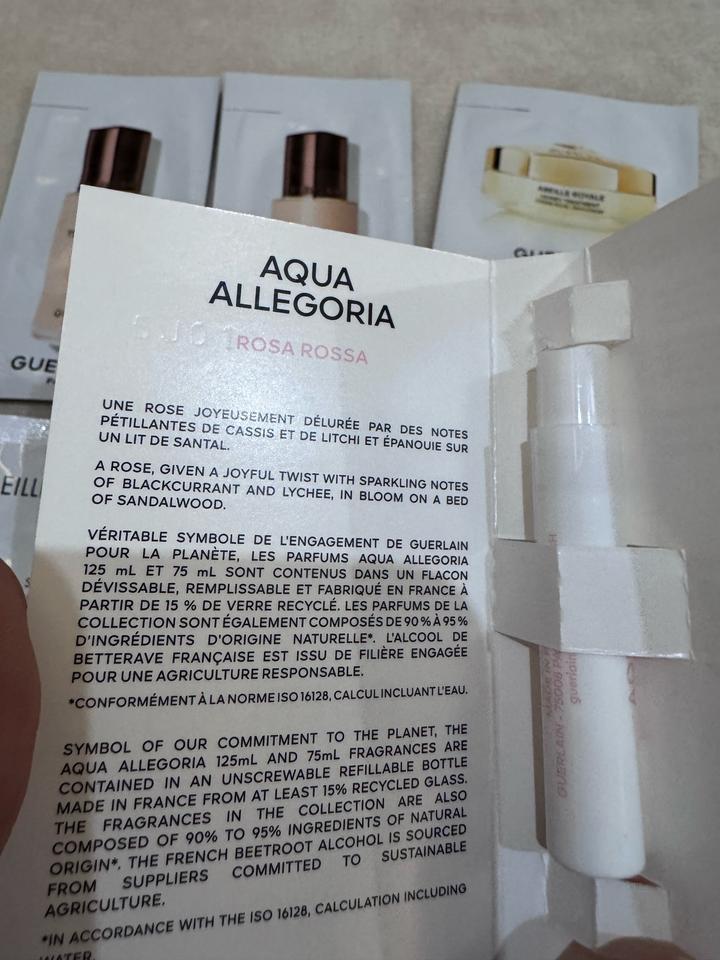 ABEILLE ROYALE
HONEY TREATMENT
GUE
AQUA
ALLEGORIA
ROSA ROSSA
UNE ROSE JOYEUSEMENT DÉLURÉE PAR DES NOTES
PÉTILLANTES DE CASSIS ET DE LITCHI ET ÉPANOUIE SUR
UN LIT DE SANTAL.
A ROSE, GIVEN A JOYFUL TWIST WITH SPARKLING NOTES
OF BLACKCURRANT AND LYCHEE, IN BLOOM ON A BED
OF SANDALWOOD.
VÉRITABLE SYMBOLE DE L'ENGAGEMENT DE GUERLAIN
POUR LA PLANÈTE, LES PARFUMS AQUA ALLEGORIA
125 mL ET 75 mL SONT CONTENUS DANS UN FLACON
DÉVISSABLE, REMPLISSABLE ET FABRIQUÉ EN FRANCE À
PARTIR DE 15 % DE VERRE RECYCLÉ. LES PARFUMS DE LA
COLLECTION SONT ÉGALEMENT COMPOSÉS DE 90 % À 95 %
D'INGRÉDIENTS D'ORIGINE NATURELLE*. L'ALCOOL DE
BETTERAVE FRANÇAISE EST ISSU DE FILIÈRE ENGAGÉE
POUR UNE AGRICULTURE RESPONSABLE.
*CONFORMÉMENT À LA NORME ISO 16128, CALCUL INCLUANT L'EAU.
SYMBOL OF OUR COMMITMENT TO THE PLANET, THE
AQUA ALLEGORIA 125mL AND 75mL FRAGRANCES ARE
CONTAINED IN AN UNSCREWABLE REFILLABLE BOTTLE
MADE IN FRANCE FROM AT LEAST 15% RECYCLED GLASS.
THE FRAGRANCES IN THE COLLECTION ARE ALSO
COMPOSED OF 90% TO 95% INGREDIENTS OF NATURAL
ORIGIN*. THE FRENCH BEETROOT ALCOHOL IS SOURCED
FROM SUPPLIERS COMMITTED TO SUSTAINABLE
AGRICULTURE.
*IN ACCORDANCE WITH THE ISO 16128, CALCULATION INCLUDING
WATER.
MADE IN
GUERLAIN - 75008 PA
guerlain